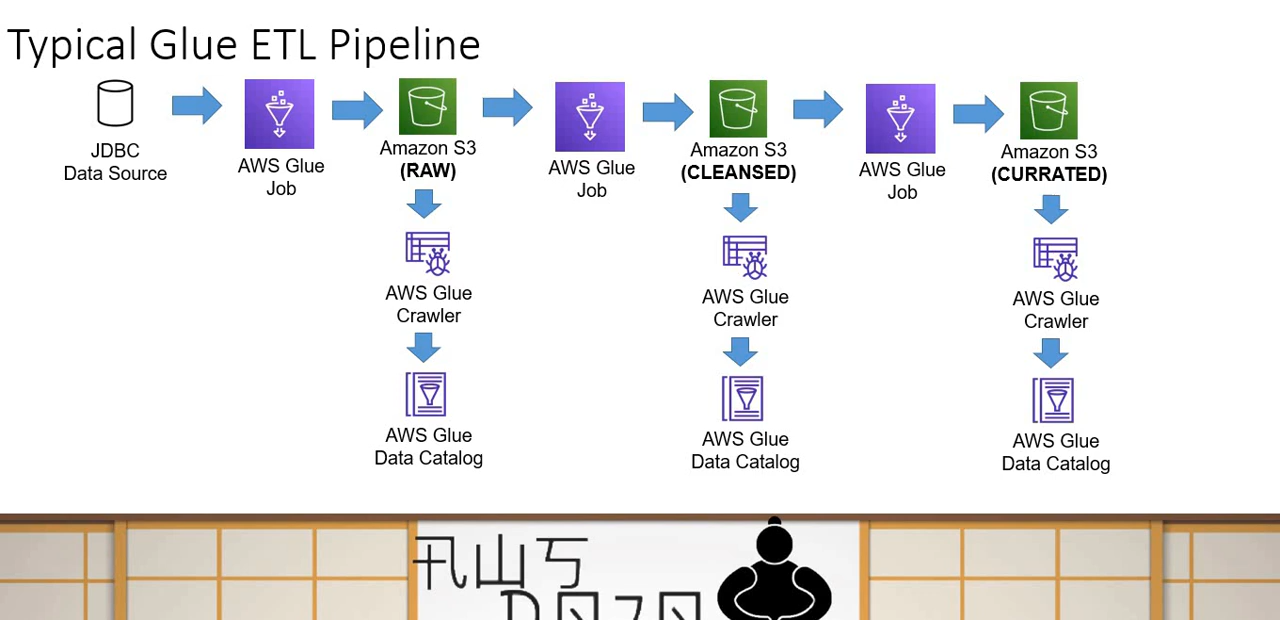 Typical Glue ETL Pipeline
JDBC
Data Source
AWS Glue
Job
Amazon S3
(RAW)
AWS Glue
Job
Amazon S3
(CLEANSED)
AWS Glue
Job
Amazon S3
(CURRATED)
AWS Glue
Crawler
AWS Glue
Data Catalog
AWS Glue
Crawler
AWS Glue
Data Catalog
AWS Glue
Crawler
AWS Glue
Data Catalog